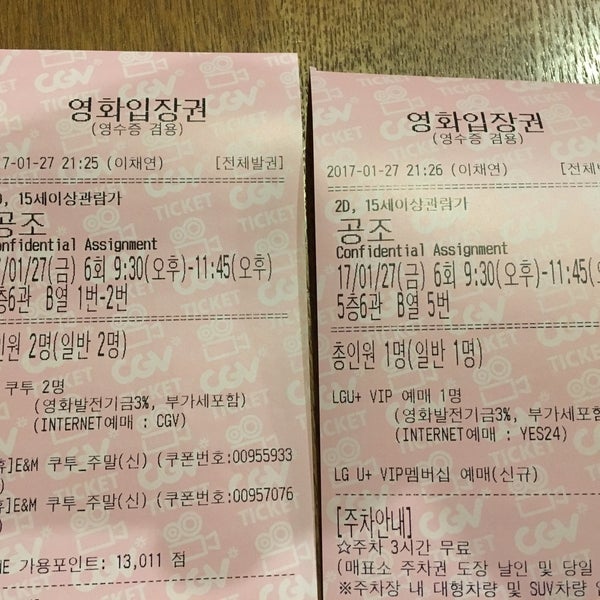 영화입장권
(영수증 겸용)
7-01-27 21:25 (이채연) [전체발권]
, 15세이상관람가
공조
onfidential Assignment
/01/27(금) 6회 9:30(오후)-11:45(오후)
층6관 B열 1번-2번
인원 2명(일반 2명)
쿠투 2명
(영화발전기금3%, 부가세포함)
(INTERNET예매 : CGV)
]E&M 쿠투_주말(신) (쿠폰번호:00955933
)
]E&M 쿠투_주말(신) (쿠폰번호:00957076
)
NE 가용포인트: 13,011 점
영화입장권
(영수증 겸용)
2017-01-27 21:26 (이채연) [전체발
2D, 15세이상관람가
공조
Confidential Assignment
17/01/27(금) 6회 9:30(오후)-11:45(
5층6관 B열 5번
총인원 1명(일반 1명)
LGU+ VIP 예매 1명
(영화발전기금3%, 부가세포함
(INTERNET예매 : YES24)
LG U+ VIP멤버십 예매(신규)
[주차안내]
☆주차 3시간 무료
(매표소 주차권 도장 날인 및 당일
※주차장 내 대형차량 및 SUV차량